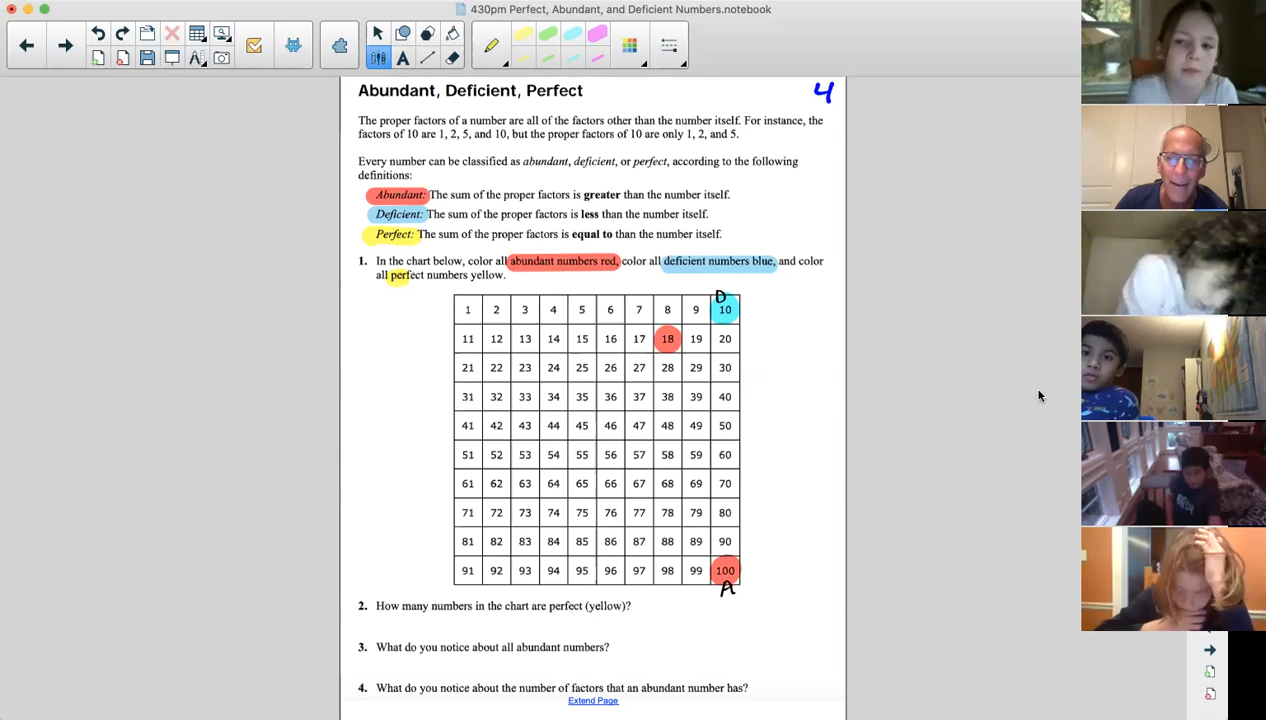 430pm Perfect, Abundant, and Deficient Numbers.notebook
Abundant, Deficient, Perfect
4
The proper factors of a number are all of the factors other than the number itself. For instance, the
factors of 10 are 1, 2, 5, and 10, but the proper factors of 10 are only 1, 2, and 5.
Every number can be classified as abundant, deficient, or perfect, according to the following
definitions:
Abundant: The sum of the proper factors is greater than the number itself.
Deficient: The sum of the proper factors is less than the number itself.
Perfect: The sum of the proper factors is equal to than the number itself.
1. In the chart below, color all abundant numbers red, color all deficient numbers blue, and color
all perfect numbers yellow.
D
1 2 3 4 5 6 7 8 9 10
11 12 13 14 15 16 17 18 19 20
21 22 23 24 25 26 27 28 29 30
31 32 33 34 35 36 37 38 39 40
41 42 43 44 45 46 47 48 49 50
51 52 53 54 55 56 57 58 59 60
61 62 63 64 65 66 67 68 69 70
71 72 73 74 75 76 77 78 79 80
81 82 83 84 85 86 87 88 89 90
91 92 93 94 95 96 97 98 99 100
A
2. How many numbers in the chart are perfect (yellow)?
3. What do you notice about all abundant numbers?
4. What do you notice about the number of factors that an abundant number has?
Extend Page